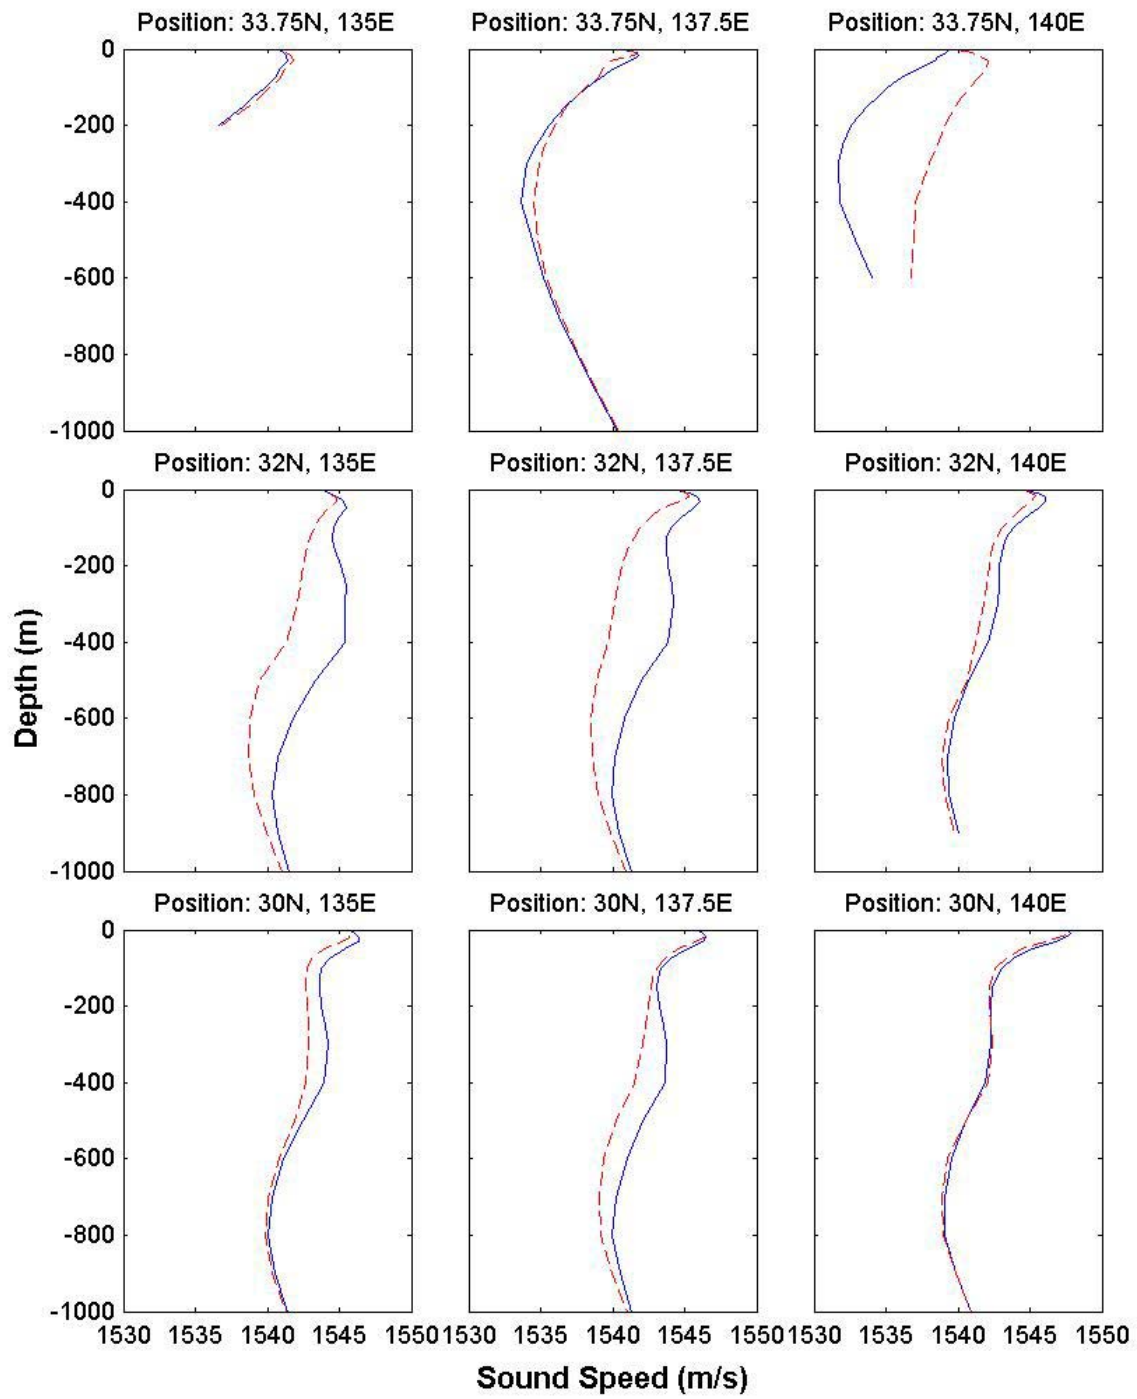 Position: 33.75N, 135E
Position: 33.75N, 137.5E
Position: 33.75N, 140E
0
-200
-400
-600
-800
-1000
Position: 32N, 135E
Position: 32N, 137.5E
Position: 32N, 140E
0
-200
-400
-600
-800
-1000
Depth (m)
Position: 30N, 135E
Position: 30N, 137.5E
Position: 30N, 140E
0
-200
-400
-600
-800
-1000
1530 1535 1540 1545 1550 1530 1535 1540 1545 1550 1530 1535 1540 1545 1550
Sound Speed (m/s)